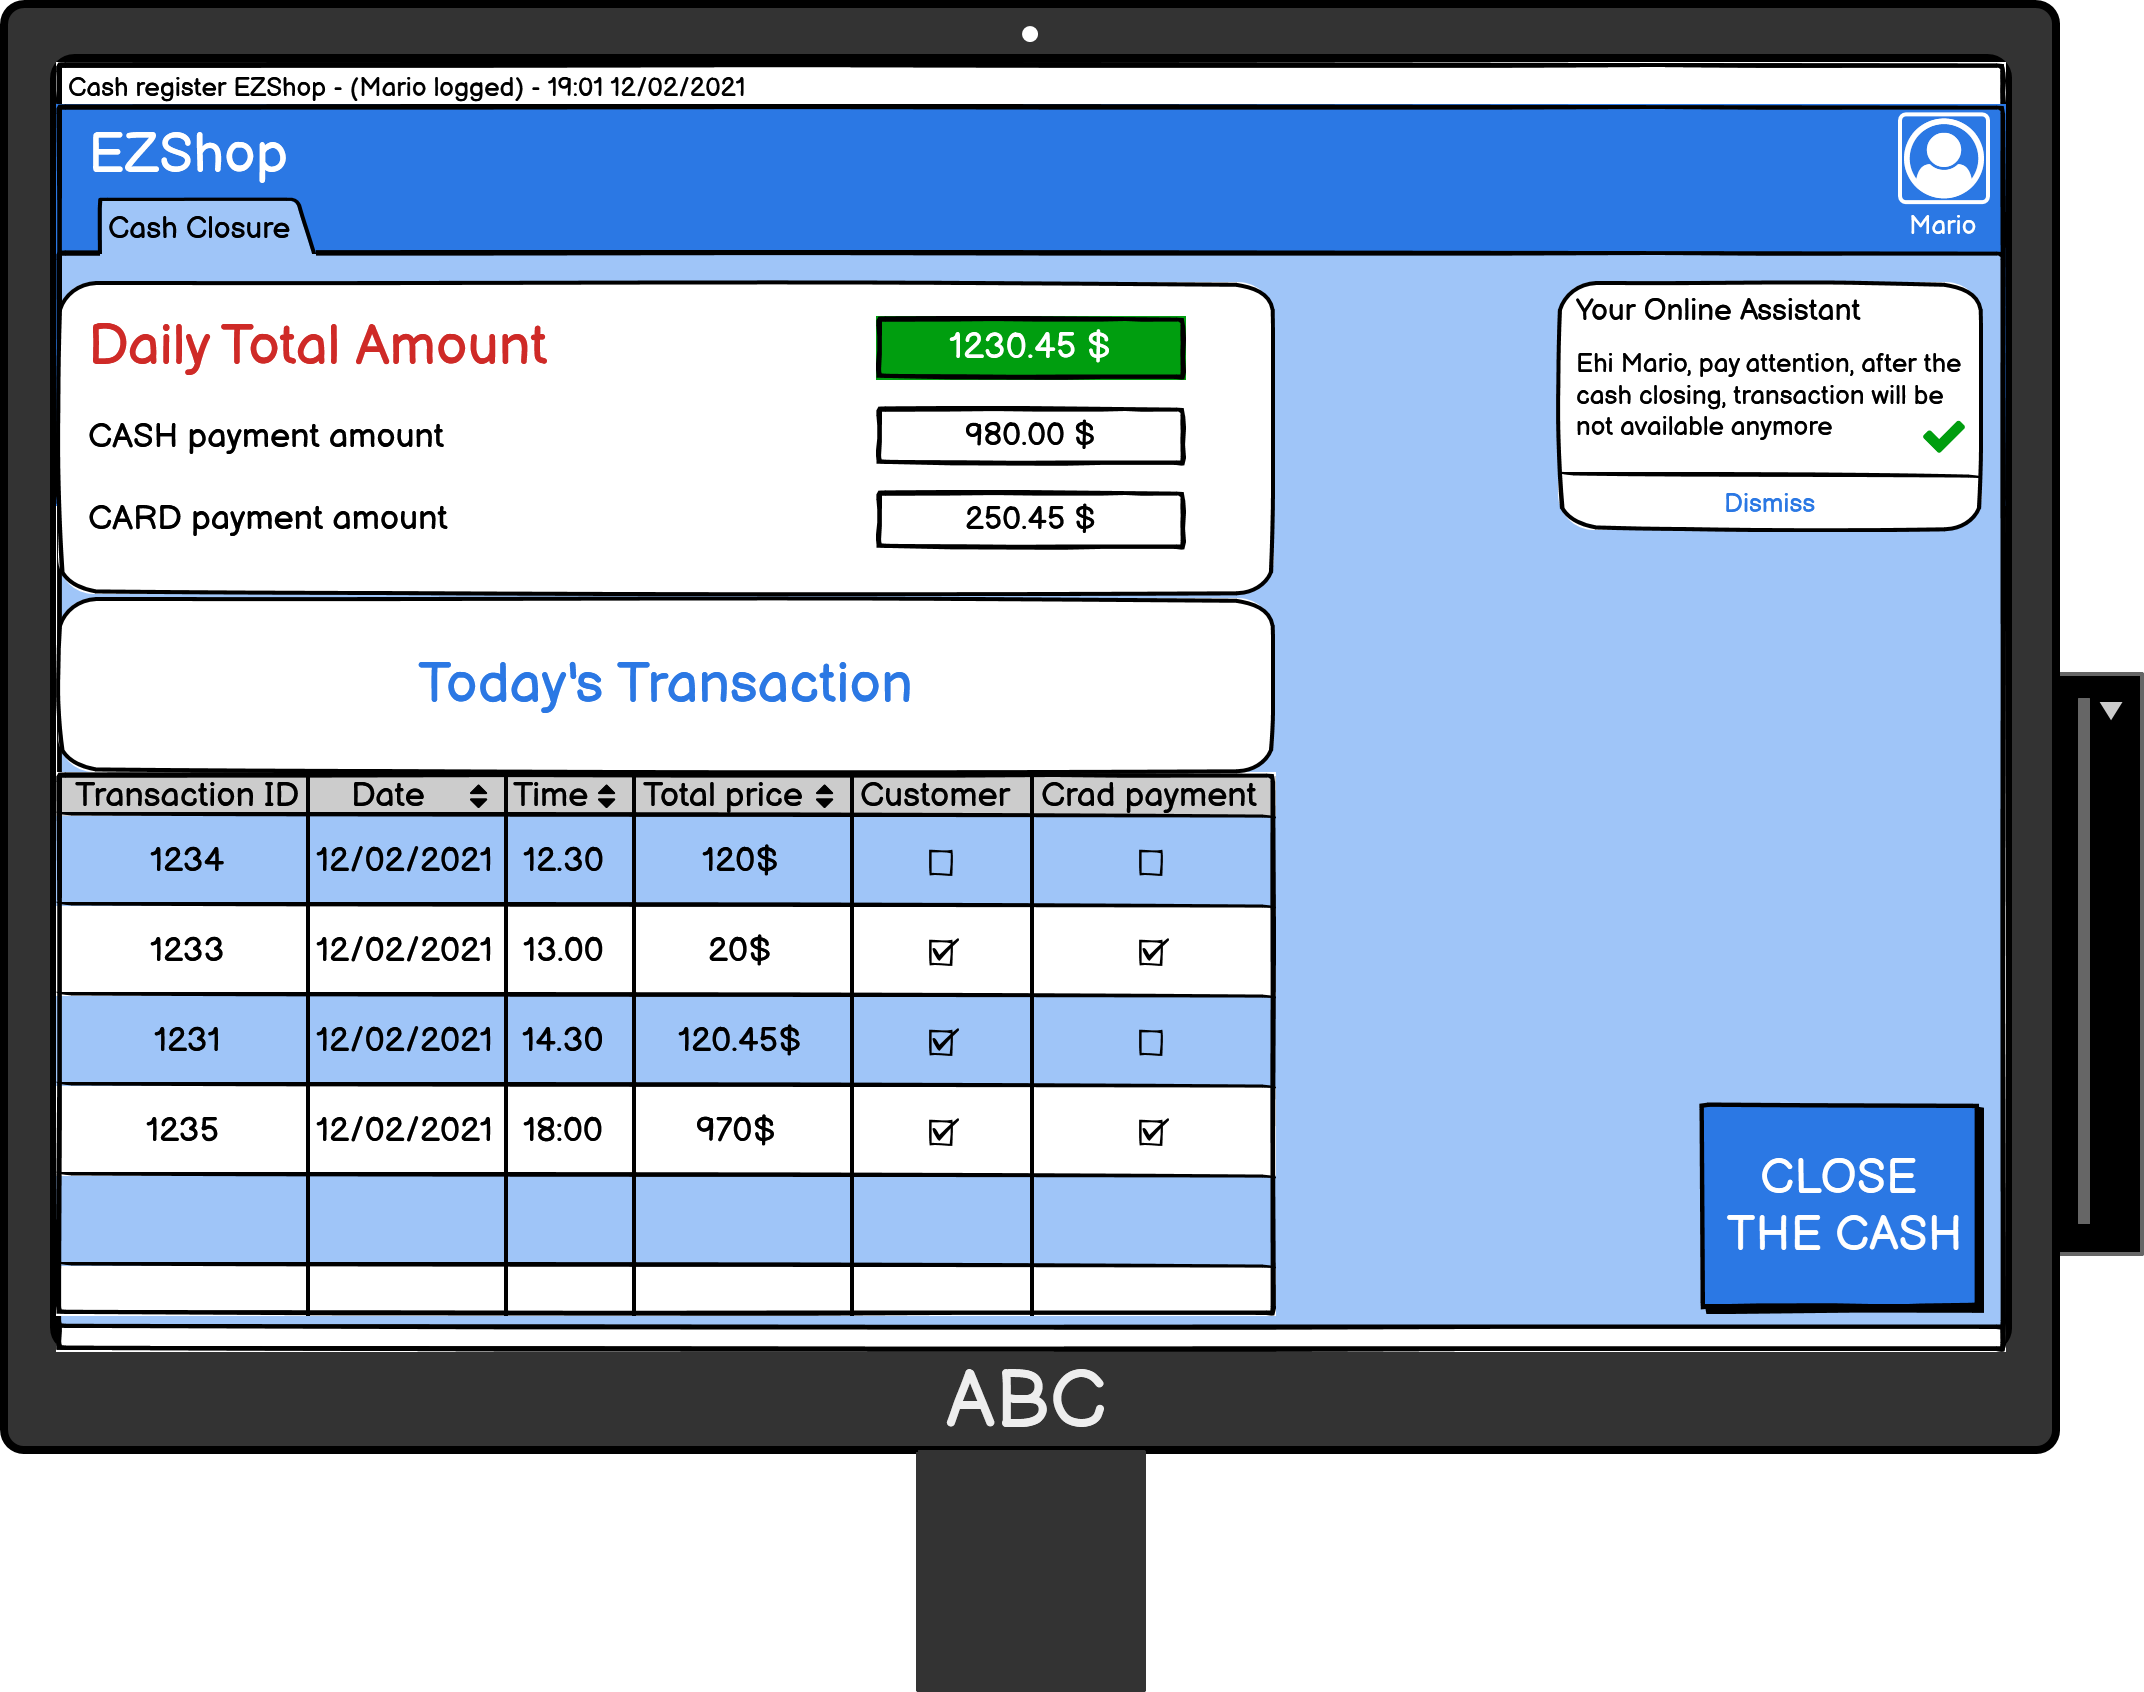 Cash register EZShop - (Mario logged) - 19:01 12/02/2021
EZShop
Mario
Cash Closure
Daily Total Amount 1230.45 $
CASH payment amount 980.00 $
CARD payment amount 250.45 $
Your Online Assistant
Ehi Mario, pay attention, after the
cash closing, transaction will be
not available anymore
Dismiss
Today's Transaction
Transaction ID Date Time Total price Customer Crad payment
1234 12/02/2021 12.30 120$
1233 12/02/2021 13.00 20$
1231 12/02/2021 14.30 120.45$
1235 12/02/2021 18:00 970$
CLOSE
THE CASH
ABC